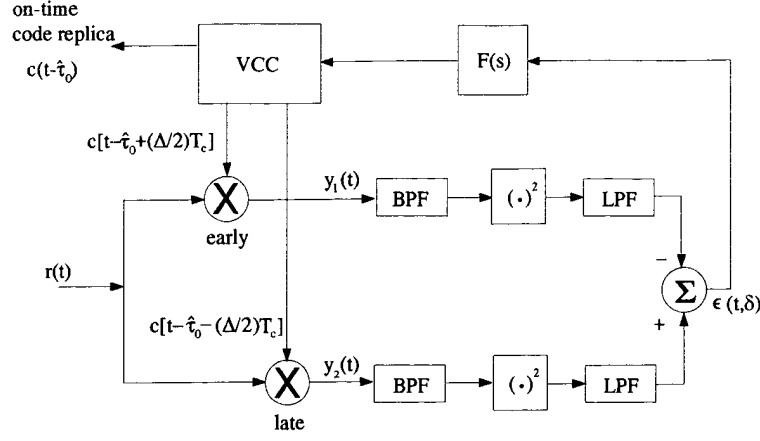 on-time
code replica
c(t-τ̂₀)
VCC
F(s)
c[t-τ̂₀+(Δ/2)T_c]
y₁(t)
BPF
(·)²
LPF
X
early
−
r(t)
Σ
ϵ (t,δ)
c[t-τ̂₀-(Δ/2)T_c]
+
y₂(t)
BPF
(·)²
LPF
X
late